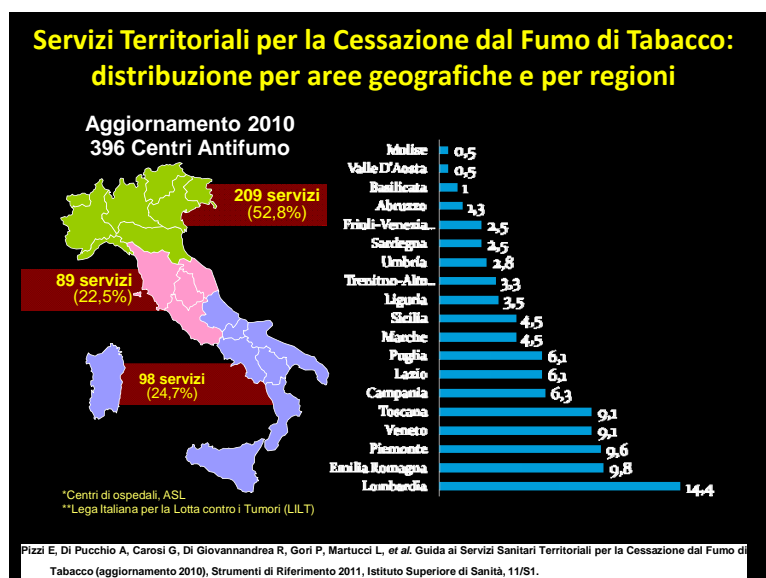 Servizi Territoriali per la Cessazione dal Fumo di Tabacco:
distribuzione per aree geografiche e per regioni
Aggiornamento 2010
396 Centri Antifumo
209 servizi
(52,8%)
89 servizi
(22,5%)
98 servizi
(24,7%)
Molise 0,5
Valle D'Aosta 0,5
Basilicata 1
Abruzzo 1,3
Friuli-Venezia... 2,5
Sardegna 2,5
Umbria 2,8
Trenitno-Alto... 3,3
Liguria 3,5
Sicilia 4,5
Marche 4,5
Puglia 6,1
Lazio 6,1
Campania 6,3
Toscana 9,1
Veneto 9,1
Piemonte 9,6
Emilia Romagna 9,8
Lombardia 14,4
*Centri di ospedali, ASL
**Lega Italiana per la Lotta contro i Tumori (LILT)
Pizzi E, Di Pucchio A, Carosi G, Di Giovannandrea R, Gori P, Martucci L, et al. Guida ai Servizi Sanitari Territoriali per la Cessazione dal Fumo di
Tabacco (aggiornamento 2010), Strumenti di Riferimento 2011, Istituto Superiore di Sanità, 11/S1.